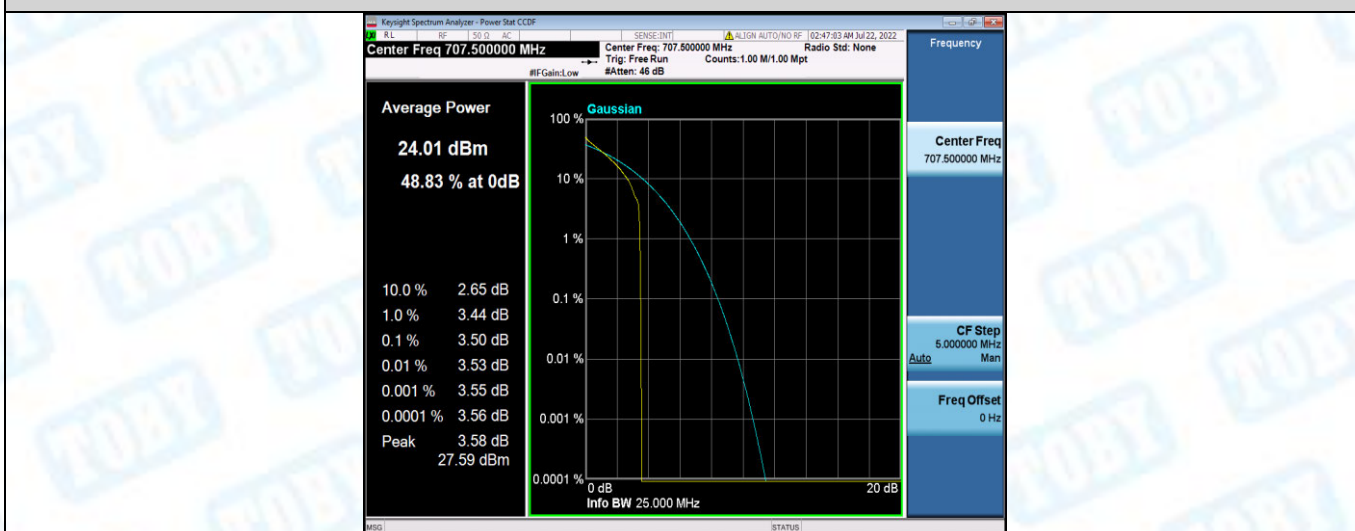 Keysight Spectrum Analyzer - Power Stat CCDF
RL RF 50 Ω AC SENSE:INT ALIGN AUTO/NO RF 02:47:03 AM Jul 22, 2022
Center Freq 707.500000 MHz
Center Freq: 707.500000 MHz Radio Std: None
Trig: Free Run Counts:1.00 M/1.00 Mpt
#IFGain:Low #Atten: 46 dB
Frequency
Average Power
24.01 dBm
48.83 % at 0dB
10.0 % 2.65 dB
1.0 % 3.44 dB
0.1 % 3.50 dB
0.01 % 3.53 dB
0.001 % 3.55 dB
0.0001 % 3.56 dB
Peak 3.58 dB
27.59 dBm
Gaussian
100 %
10 %
1 %
0.1 %
0.01 %
0.001 %
0.0001 %
0 dB 20 dB
Info BW 25.000 MHz
Center Freq
707.500000 MHz
CF Step
5.000000 MHz
Auto Man
Freq Offset
0 Hz
MSG STATUS
TOBY
TOBY
TOBY
TOBY
TOBY
TOBY